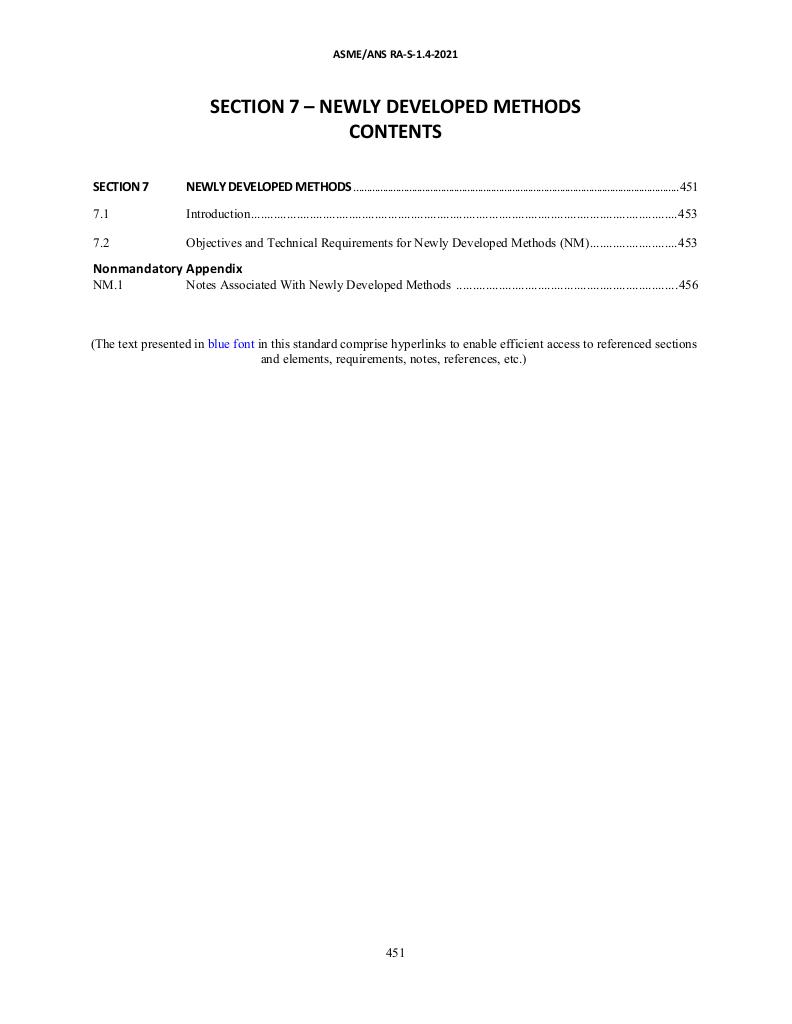 ASME/ANS RA-S-1.4-2021
SECTION 7 – NEWLY DEVELOPED METHODS
CONTENTS
SECTION 7 NEWLY DEVELOPED METHODS ........................................................................................................................451
7.1 Introduction........................................................................................................................453
7.2 Objectives and Technical Requirements for Newly Developed Methods (NM)..........................453
Nonmandatory Appendix
NM.1 Notes Associated With Newly Developed Methods ..................................................................456
(The text presented in blue font in this standard comprise hyperlinks to enable efficient access to referenced sections
and elements, requirements, notes, references, etc.)
451